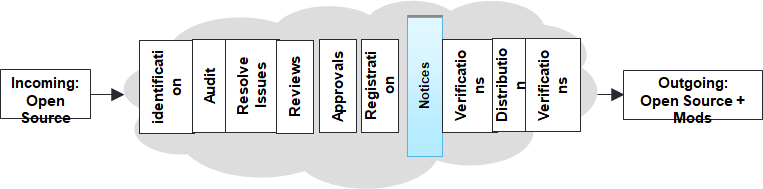 Incoming:
Open
Source
identificati
on
Audit
Resolve
Issues
Reviews
Approvals
Registrati
on
Notices
Verificatio
ns
Distributio
n
Verificatio
ns
Outgoing:
Open Source +
Mods